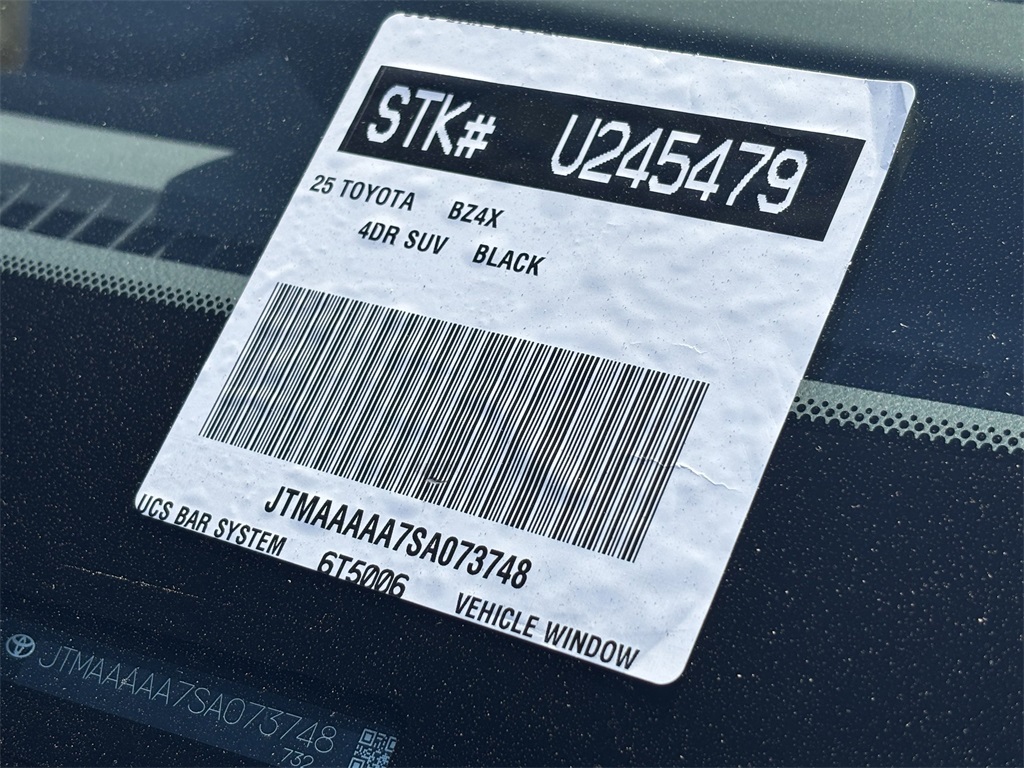 STK# U245479
25 TOYOTA BZ4X
4DR SUV BLACK
JTMAAAAA7SA073748
UCS BAR SYSTEM 6T5006 VEHICLE WINDOW
JTMAAAAA7SA073748
732